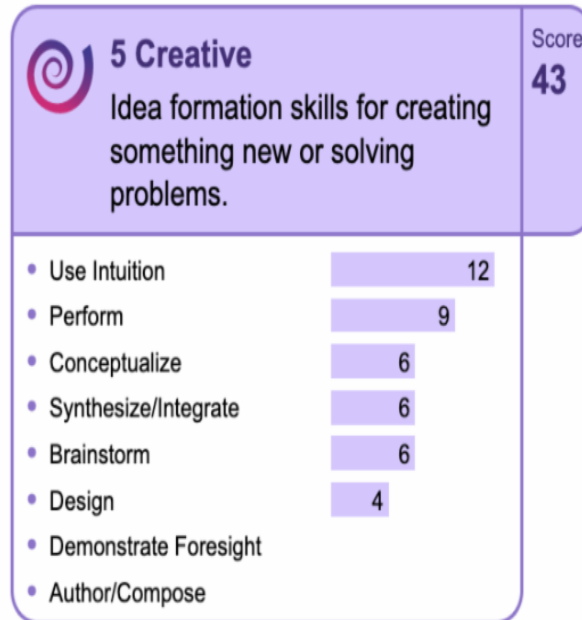 5 Creative
Score
43
Idea formation skills for creating
something new or solving
problems.
• Use Intuition 12
• Perform 9
• Conceptualize 6
• Synthesize/Integrate 6
• Brainstorm 6
• Design 4
• Demonstrate Foresight
• Author/Compose